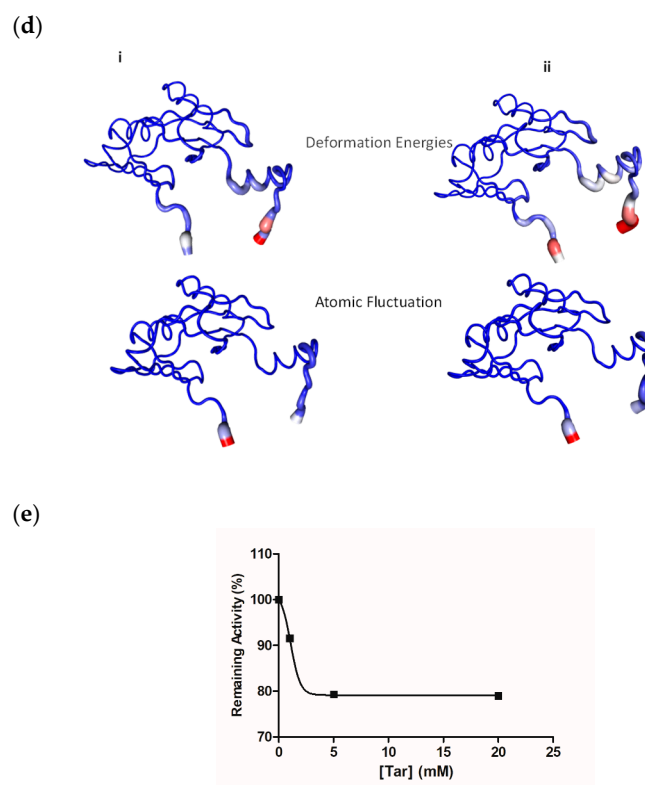 (d)
i
ii
Deformation Energies
Atomic Fluctuation
(e)
110
100
90
80
70
Remaining Activity (%)
0
5
10
15
20
25
[Tar] (mM)